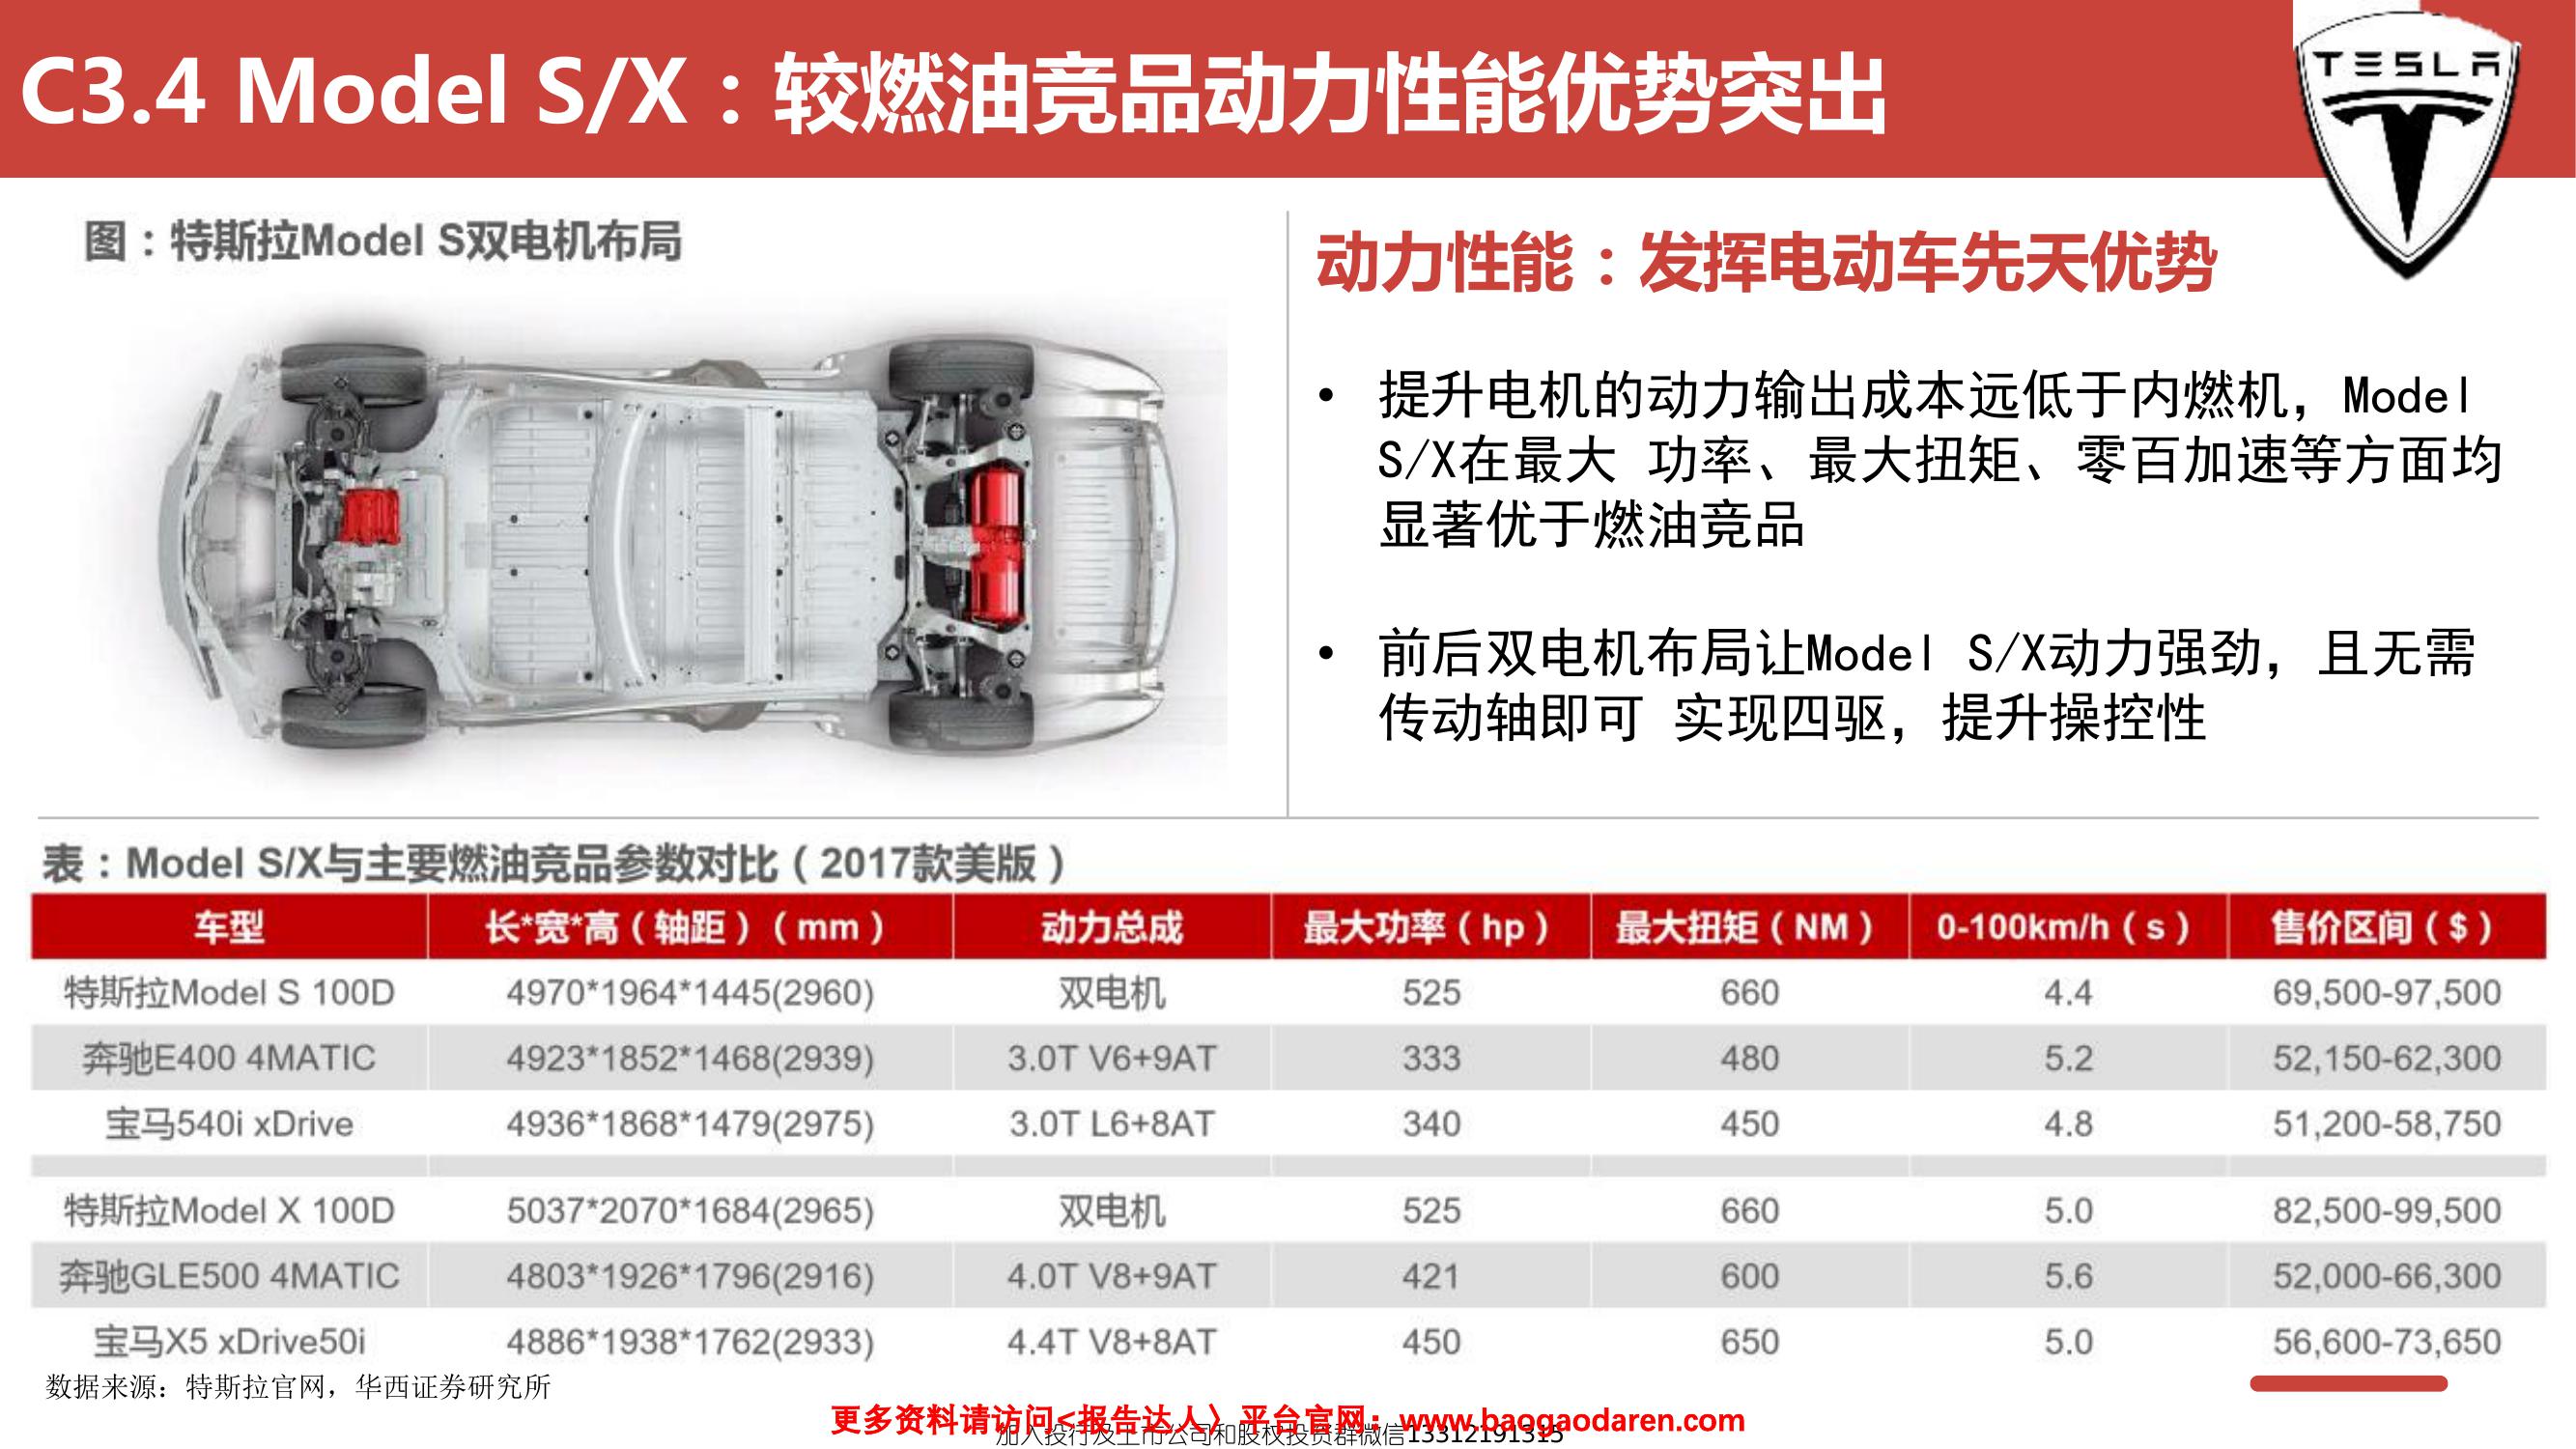 C3.4 Model S/X：较燃油竞品动力性能优势突出
TESLA
图：特斯拉Model S双电机布局
动力性能：发挥电动车先天优势
• 提升电机的动力输出成本远低于内燃机，Model
S/X在最大 功率、最大扭矩、零百加速等方面均
显著优于燃油竞品
• 前后双电机布局让Model S/X动力强劲，且无需
传动轴即可 实现四驱，提升操控性
表：Model S/X与主要燃油竞品参数对比（2017款美版）
车型 长*宽*高（轴距）（mm） 动力总成 最大功率（hp） 最大扭矩（NM） 0-100km/h（s） 售价区间（$）
特斯拉Model S 100D 4970*1964*1445(2960) 双电机 525 660 4.4 69,500-97,500
奔驰E400 4MATIC 4923*1852*1468(2939) 3.0T V6+9AT 333 480 5.2 52,150-62,300
宝马540i xDrive 4936*1868*1479(2975) 3.0T L6+8AT 340 450 4.8 51,200-58,750
特斯拉Model X 100D 5037*2070*1684(2965) 双电机 525 660 5.0 82,500-99,500
奔驰GLE500 4MATIC 4803*1926*1796(2916) 4.0T V8+9AT 421 600 5.6 52,000-66,300
宝马X5 xDrive50i 4886*1938*1762(2933) 4.4T V8+8AT 450 650 5.0 56,600-73,650
数据来源：特斯拉官网，华西证券研究所
更多资料请访问<报告达人〉平台官网：www.baogaodaren.com
加入投行及上市公司和股权投资群微信13312191315